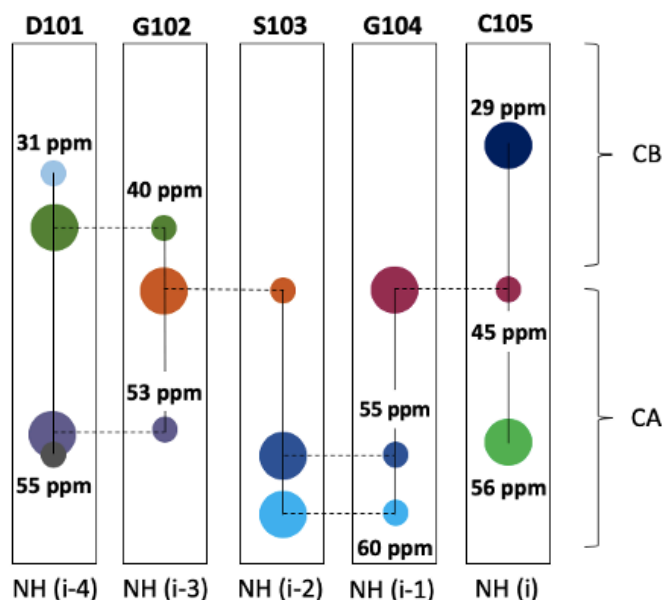 D101 G102 S103 G104 C105
29 ppm
31 ppm
CB
40 ppm
45 ppm
53 ppm
55 ppm
CA
55 ppm
56 ppm
60 ppm
NH (i-4) NH (i-3) NH (i-2) NH (i-1) NH (i)